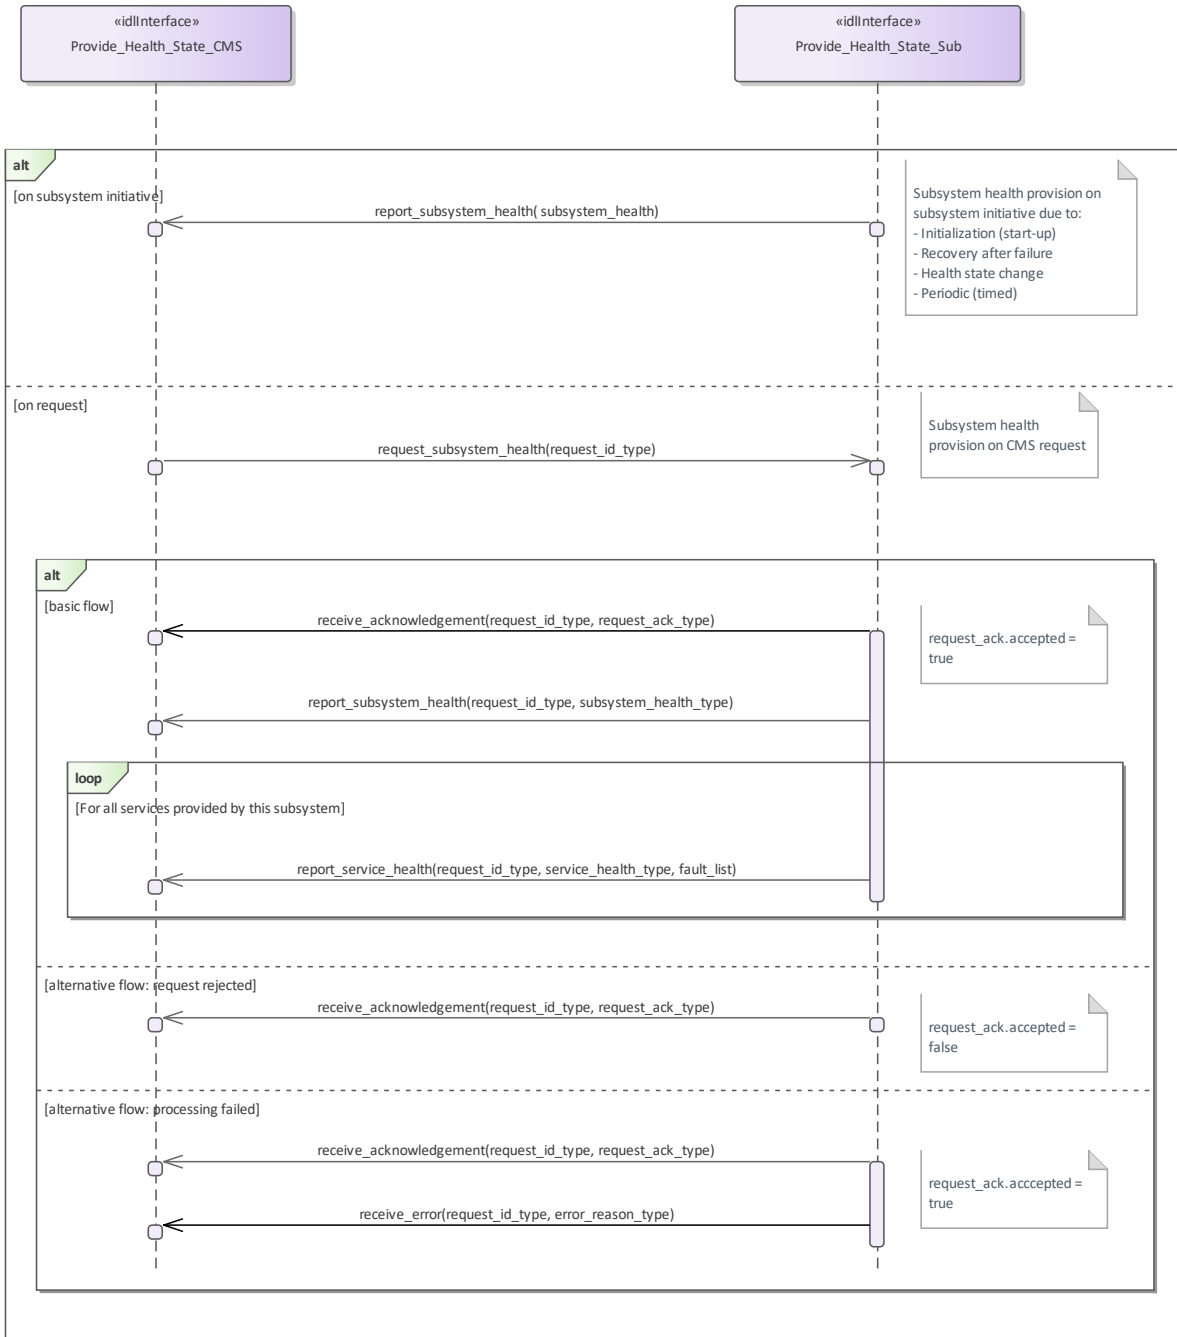 «idlInterface»
Provide_Health_State_CMS
«idlInterface»
Provide_Health_State_Sub
alt
[on subsystem initiative]
report_subsystem_health( subsystem_health)
Subsystem health provision on
subsystem initiative due to:
- Initialization (start-up)
- Recovery after failure
- Health state change
- Periodic (timed)
[on request]
Subsystem health
provision on CMS request
request_subsystem_health(request_id_type)
alt
[basic flow]
receive_acknowledgement(request_id_type, request_ack_type)
request_ack.accepted =
true
report_subsystem_health(request_id_type, subsystem_health_type)
loop
[For all services provided by this subsystem]
report_service_health(request_id_type, service_health_type, fault_list)
[alternative flow: request rejected]
receive_acknowledgement(request_id_type, request_ack_type)
request_ack.accepted =
false
[alternative flow: processing failed]
receive_acknowledgement(request_id_type, request_ack_type)
request_ack.acccepted =
true
receive_error(request_id_type, error_reason_type)